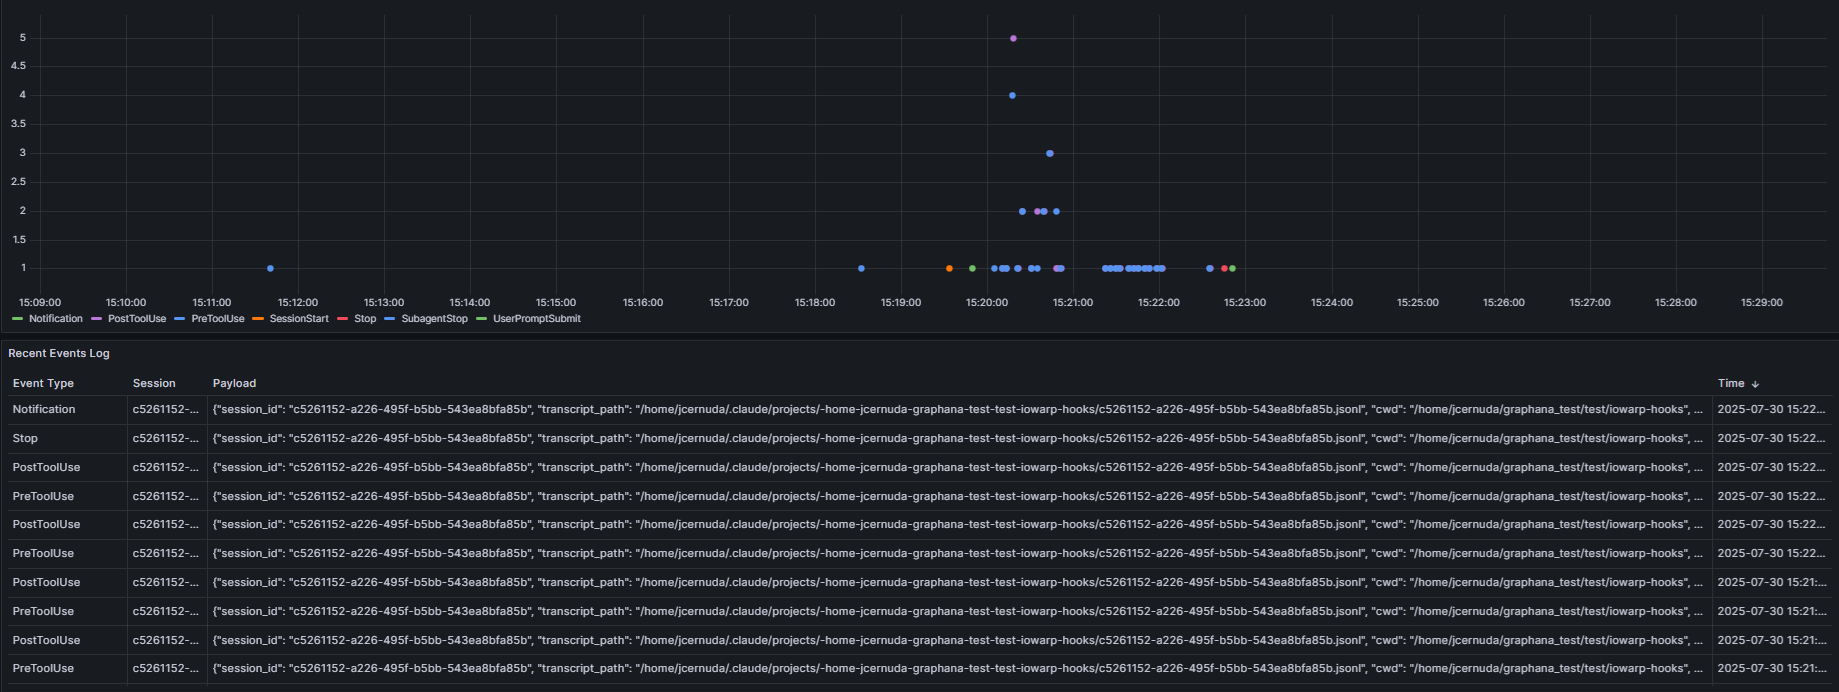 5
4.5
4
3.5
3
2.5
2
1.5
1
15:09:00 15:10:00 15:11:00 15:12:00 15:13:00 15:14:00 15:15:00 15:16:00 15:17:00 15:18:00 15:19:00 15:20:00 15:21:00 15:22:00 15:23:00 15:24:00 15:25:00 15:26:00 15:27:00 15:28:00 15:29:00
Notification PostToolUse PreToolUse SessionStart Stop SubagentStop UserPromptSubmit
Recent Events Log
Event Type Session Payload Time ↓
Notification c5261152-... {"session_id": "c5261152-a226-495f-b5bb-543ea8bfa85b", "transcript_path": "/home/jcernuda/.claude/projects/-home-jcernuda-graphana-test-test-iowarp-hooks/c5261152-a226-495f-b5bb-543ea8bfa85b.jsonl", "cwd": "/home/jcernuda/graphana_test/test/iowarp-hooks", ... 2025-07-30 15:22...
Stop c5261152-... {"session_id": "c5261152-a226-495f-b5bb-543ea8bfa85b", "transcript_path": "/home/jcernuda/.claude/projects/-home-jcernuda-graphana-test-test-iowarp-hooks/c5261152-a226-495f-b5bb-543ea8bfa85b.jsonl", "cwd": "/home/jcernuda/graphana_test/test/iowarp-hooks", ... 2025-07-30 15:22...
PostToolUse c5261152-... {"session_id": "c5261152-a226-495f-b5bb-543ea8bfa85b", "transcript_path": "/home/jcernuda/.claude/projects/-home-jcernuda-graphana-test-test-iowarp-hooks/c5261152-a226-495f-b5bb-543ea8bfa85b.jsonl", "cwd": "/home/jcernuda/graphana_test/test/iowarp-hooks", ... 2025-07-30 15:22...
PreToolUse c5261152-... {"session_id": "c5261152-a226-495f-b5bb-543ea8bfa85b", "transcript_path": "/home/jcernuda/.claude/projects/-home-jcernuda-graphana-test-test-iowarp-hooks/c5261152-a226-495f-b5bb-543ea8bfa85b.jsonl", "cwd": "/home/jcernuda/graphana_test/test/iowarp-hooks", ... 2025-07-30 15:22...
PostToolUse c5261152-... {"session_id": "c5261152-a226-495f-b5bb-543ea8bfa85b", "transcript_path": "/home/jcernuda/.claude/projects/-home-jcernuda-graphana-test-test-iowarp-hooks/c5261152-a226-495f-b5bb-543ea8bfa85b.jsonl", "cwd": "/home/jcernuda/graphana_test/test/iowarp-hooks", ... 2025-07-30 15:22...
PreToolUse c5261152-... {"session_id": "c5261152-a226-495f-b5bb-543ea8bfa85b", "transcript_path": "/home/jcernuda/.claude/projects/-home-jcernuda-graphana-test-test-iowarp-hooks/c5261152-a226-495f-b5bb-543ea8bfa85b.jsonl", "cwd": "/home/jcernuda/graphana_test/test/iowarp-hooks", ... 2025-07-30 15:22...
PostToolUse c5261152-... {"session_id": "c5261152-a226-495f-b5bb-543ea8bfa85b", "transcript_path": "/home/jcernuda/.claude/projects/-home-jcernuda-graphana-test-test-iowarp-hooks/c5261152-a226-495f-b5bb-543ea8bfa85b.jsonl", "cwd": "/home/jcernuda/graphana_test/test/iowarp-hooks", ... 2025-07-30 15:21:...
PreToolUse c5261152-... {"session_id": "c5261152-a226-495f-b5bb-543ea8bfa85b", "transcript_path": "/home/jcernuda/.claude/projects/-home-jcernuda-graphana-test-test-iowarp-hooks/c5261152-a226-495f-b5bb-543ea8bfa85b.jsonl", "cwd": "/home/jcernuda/graphana_test/test/iowarp-hooks", ... 2025-07-30 15:21:...
PostToolUse c5261152-... {"session_id": "c5261152-a226-495f-b5bb-543ea8bfa85b", "transcript_path": "/home/jcernuda/.claude/projects/-home-jcernuda-graphana-test-test-iowarp-hooks/c5261152-a226-495f-b5bb-543ea8bfa85b.jsonl", "cwd": "/home/jcernuda/graphana_test/test/iowarp-hooks", ... 2025-07-30 15:21:...
PreToolUse c5261152-... {"session_id": "c5261152-a226-495f-b5bb-543ea8bfa85b", "transcript_path": "/home/jcernuda/.claude/projects/-home-jcernuda-graphana-test-test-iowarp-hooks/c5261152-a226-495f-b5bb-543ea8bfa85b.jsonl", "cwd": "/home/jcernuda/graphana_test/test/iowarp-hooks", ... 2025-07-30 15:21:...